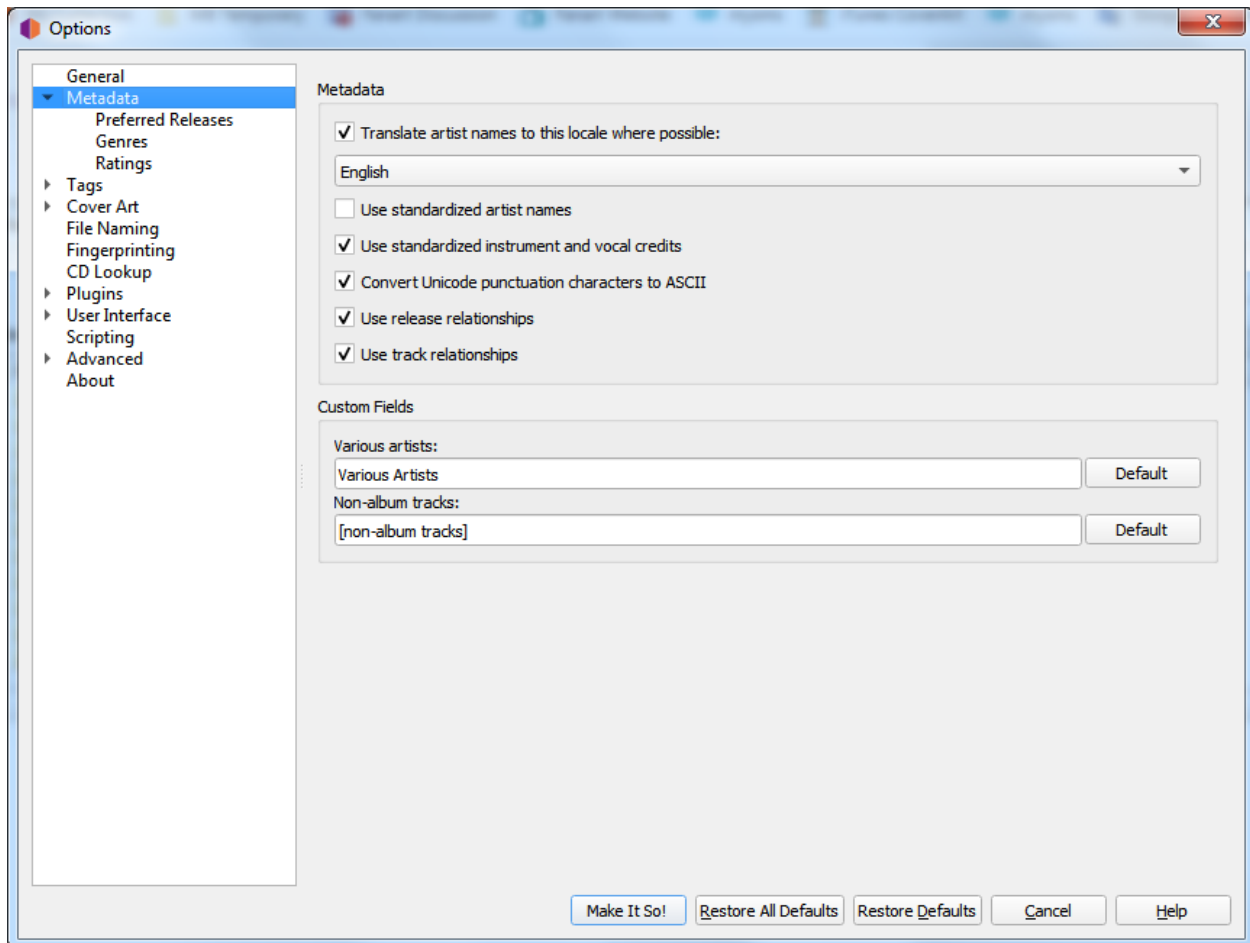 Options
General
Metadata
Preferred Releases
Genres
Ratings
Tags
Cover Art
File Naming
Fingerprinting
CD Lookup
Plugins
User Interface
Scripting
Advanced
About
Metadata
Translate artist names to this locale where possible:
English
Use standardized artist names
Use standardized instrument and vocal credits
Convert Unicode punctuation characters to ASCII
Use release relationships
Use track relationships
Custom Fields
Various artists:
Various Artists
Default
Non-album tracks:
[non-album tracks]
Default
Make It So!
Restore All Defaults
Restore Defaults
Cancel
Help